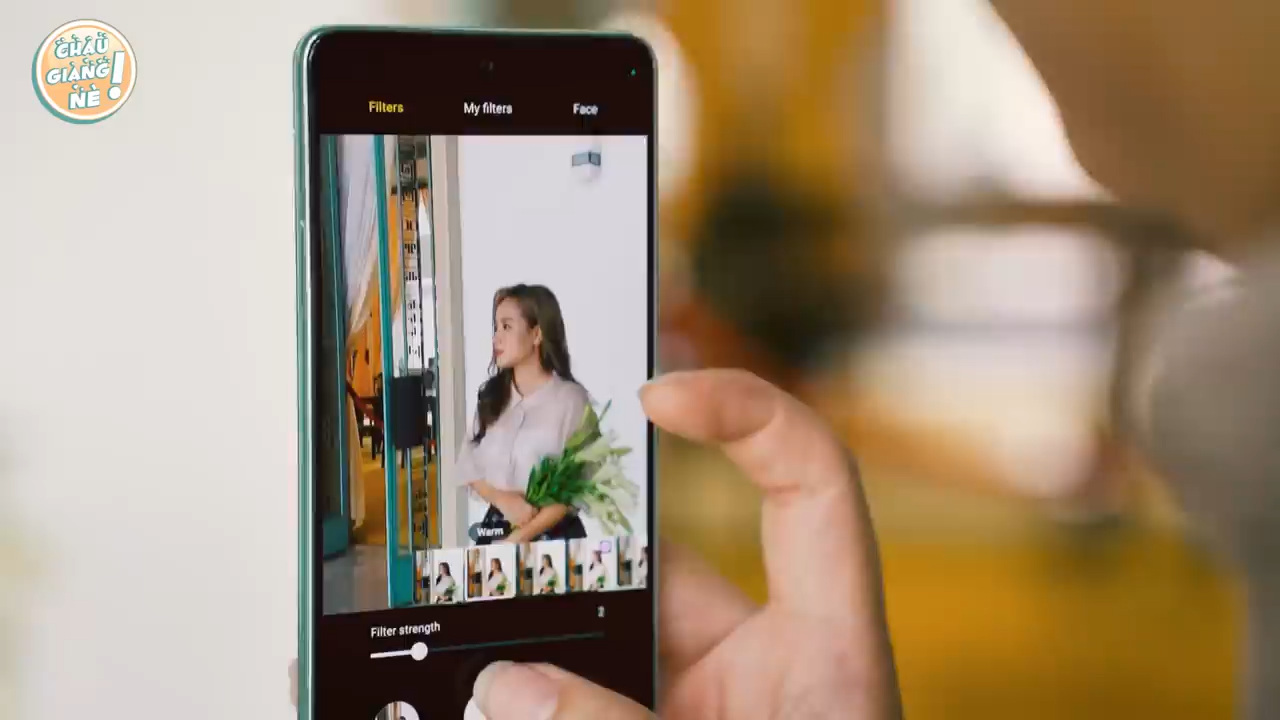 CHÂU
GIANG
NÈ!
Filters
My filters
Face
Warm
2
Filter strength